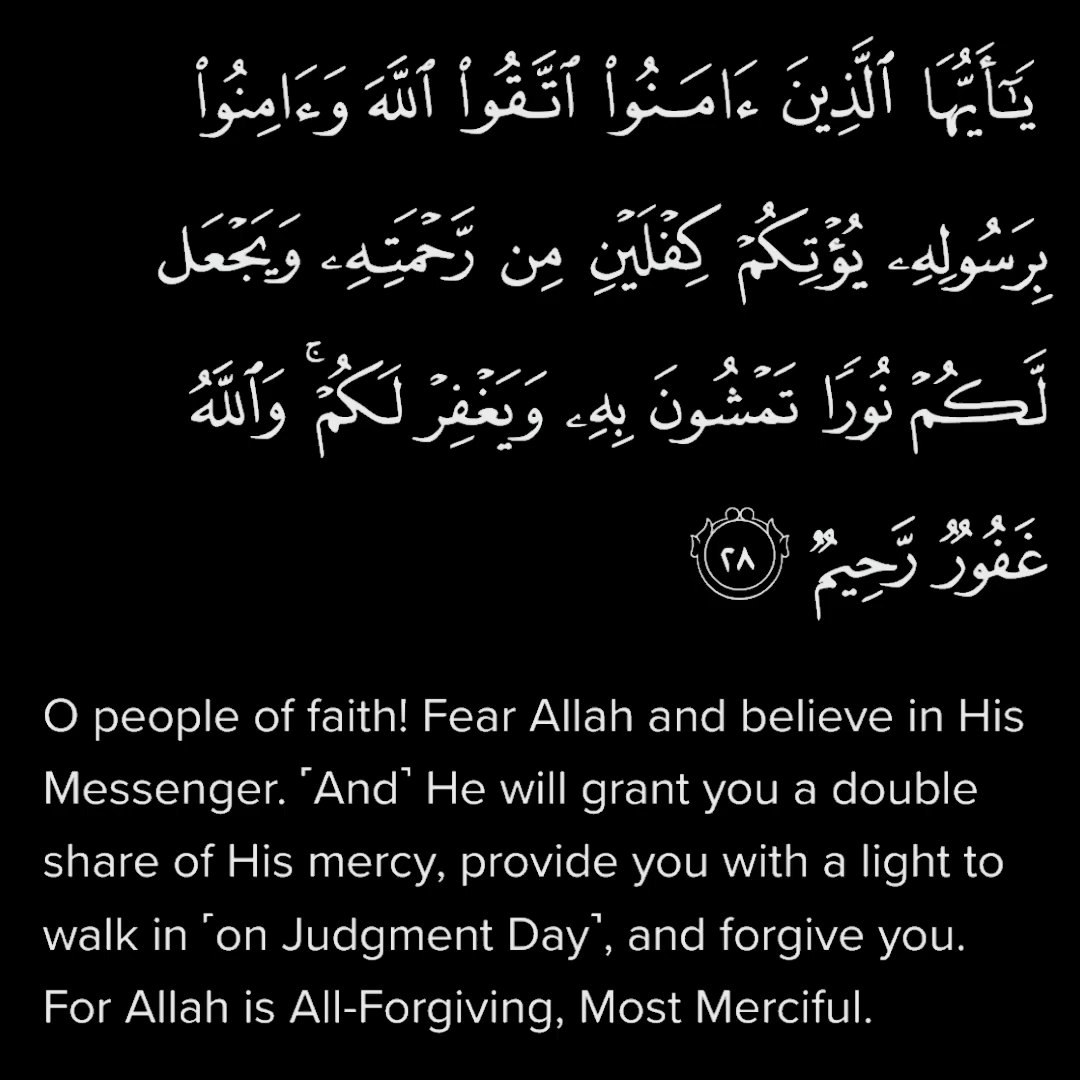 يَـٰٓأَيُّهَا ٱلَّذِينَ ءَامَنُوا۟ ٱتَّقُوا۟ ٱللَّهَ وَءَامِنُوا۟
بِرَسُولِهِۦ يُؤْتِكُمْ كِفْلَيْنِ مِن رَّحْمَتِهِۦ وَيَجْعَل
لَّكُمْ نُورًا تَمْشُونَ بِهِۦ وَيَغْفِرْ لَكُمْ ۚ وَٱللَّهُ
غَفُورٌ رَّحِيمٌ ٢٨
O people of faith! Fear Allah and believe in His
Messenger. ˹And˺ He will grant you a double
share of His mercy, provide you with a light to
walk in ˹on Judgment Day˺, and forgive you.
For Allah is All-Forgiving, Most Merciful.